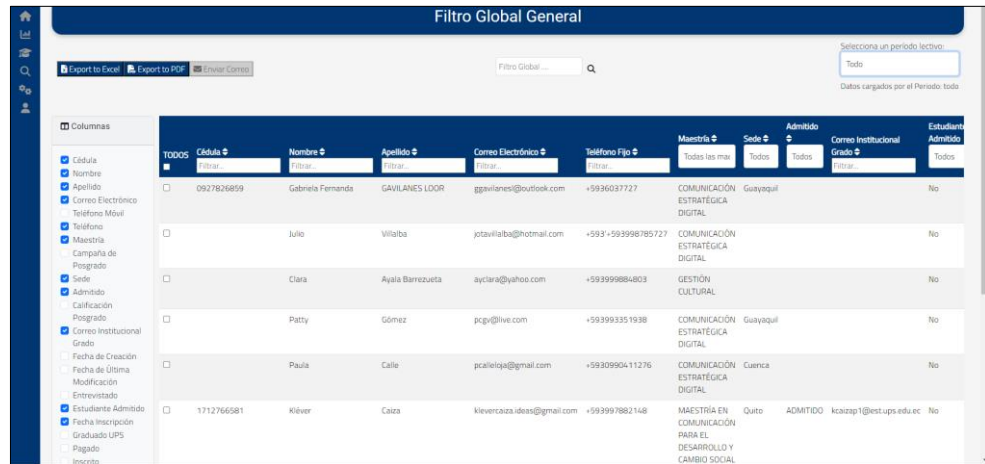 Filtro Global General
Selecciona un período lectivo:
Todo
Datos cargados por el Periodo: todo
Export to Excel Export to PDF Enviar Correo
Filtro Global ...
Columnas
Cédula
Nombre
Apellido
Correo Electrónico
Teléfono Móvil
Teléfono
Maestría
Campaña de
Posgrado
Sede
Admitido
Calificación
Posgrado
Correo Institucional
Grado
Fecha de Creación
Fecha de Última
Modificación
Entrevistado
Estudiante Admitido
Fecha Inscripción
Graduado UPS
Pagado
Inscrito
TODOS Cédula Nombre Apellido Correo Electrónico Teléfono Fijo Maestría Sede Admitido Correo Institucional Grado Estudiante Admitido
Filtrar... Filtrar... Filtrar... Filtrar... Filtrar... Todas las mae Todos Todos Filtrar... Todos
0927826859 Gabriela Fernanda GAVILANES LOOR ggavilanesl@outlook.com +5936037727 COMUNICACIÓN Guayaquil No
ESTRATÉGICA
DIGITAL
Julio Villalba jotavillalba@hotmail.com +593'+593998785727 COMUNICACIÓN No
ESTRATÉGICA
DIGITAL
Clara Ayala Barrezueta ayclara@yahoo.com +593999884803 GESTIÓN No
CULTURAL
Patty Gómez pcgv@live.com +593993351938 COMUNICACIÓN Guayaquil No
ESTRATÉGICA
DIGITAL
Paula Calle pcalleloja@gmail.com +5930990411276 COMUNICACIÓN Cuenca No
ESTRATÉGICA
DIGITAL
1712766581 Kléver Caiza klevercaiza.ideas@gmail.com +593997882148 MAESTRÍA EN Quito ADMITIDO kcaizap1@est.ups.edu.ec No
COMUNICACIÓN
PARA EL
DESARROLLO Y
CAMBIO SOCIAL